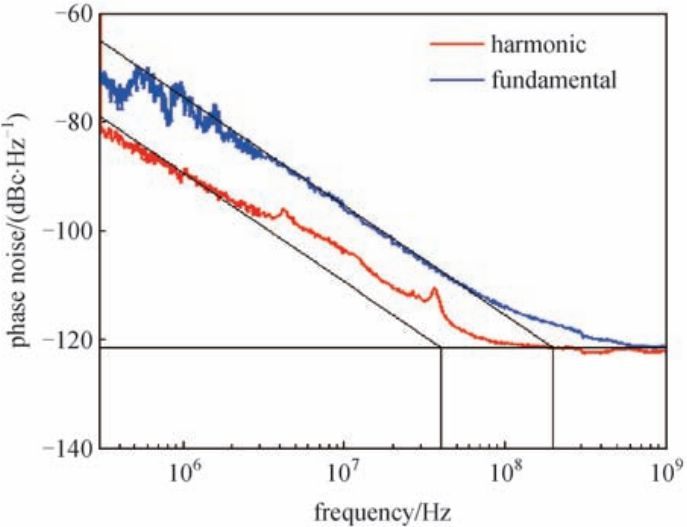 −60
−80
−100
−120
−140
phase noise/(dBc·Hz⁻¹)
harmonic
fundamental
10⁶
10⁷
10⁸
10⁹
frequency/Hz